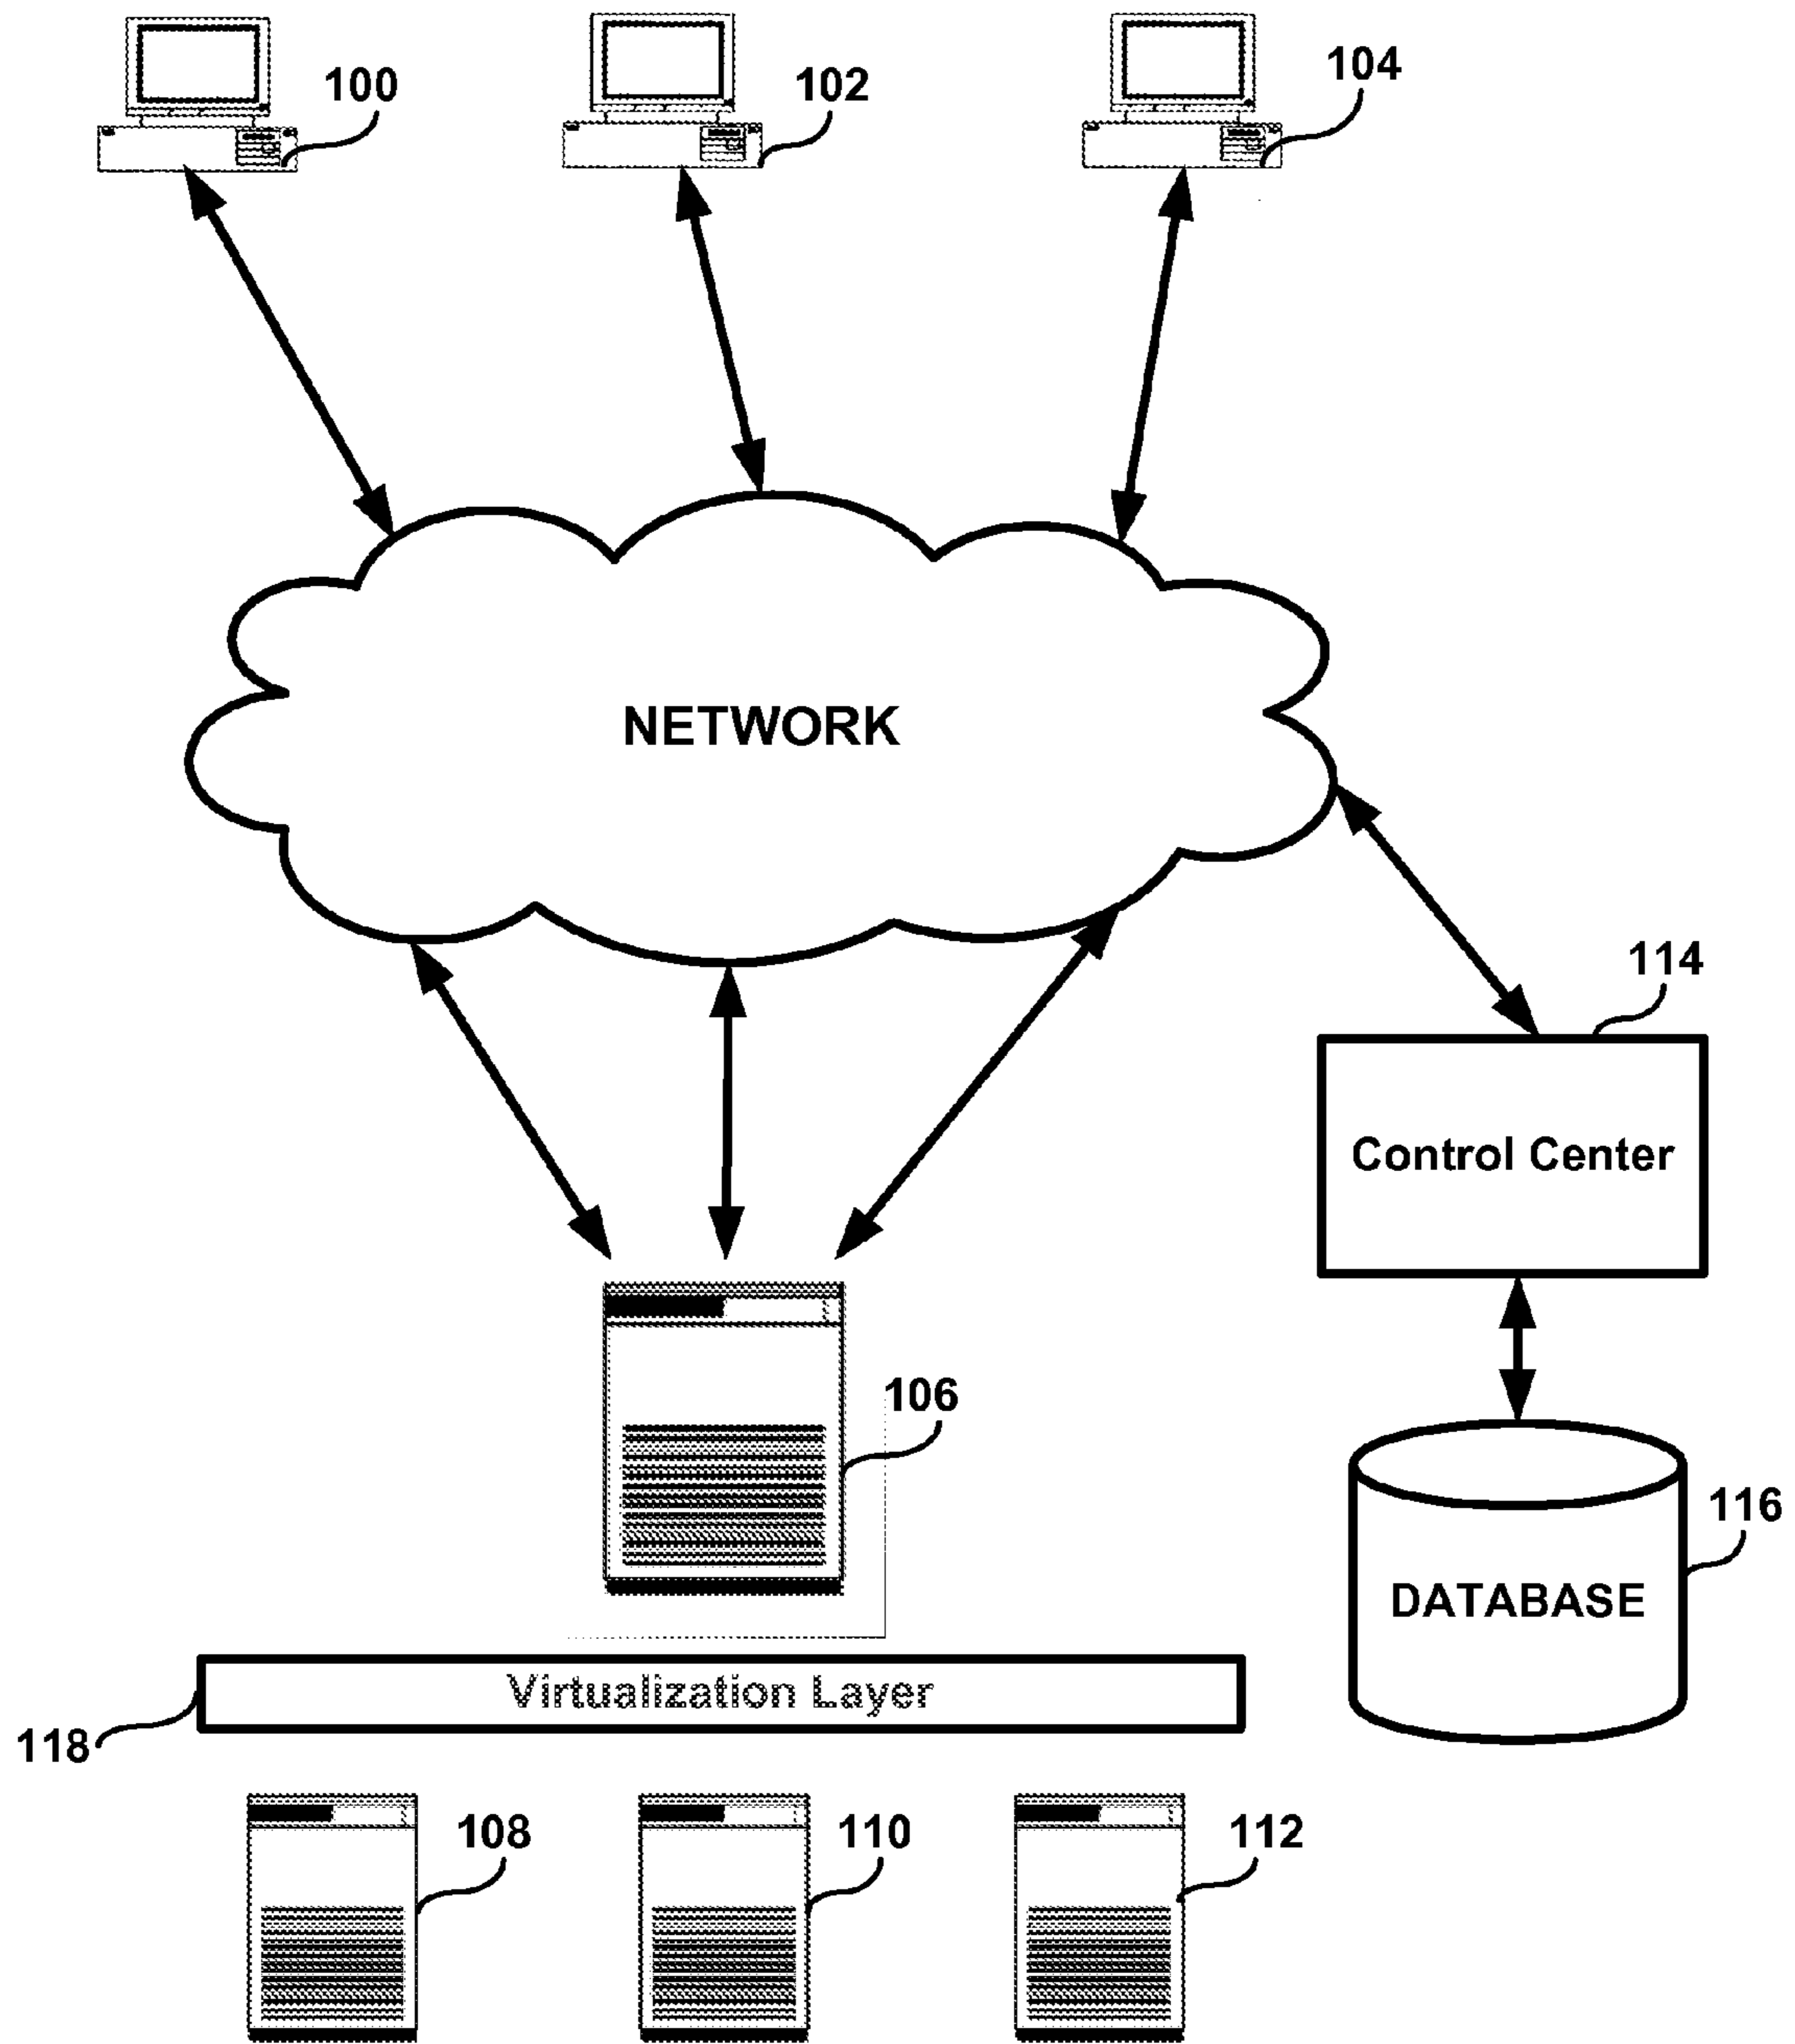 100
102
104
NETWORK
114
Control Center
106
116
DATABASE
Virtualization Layer
118
108
110
112